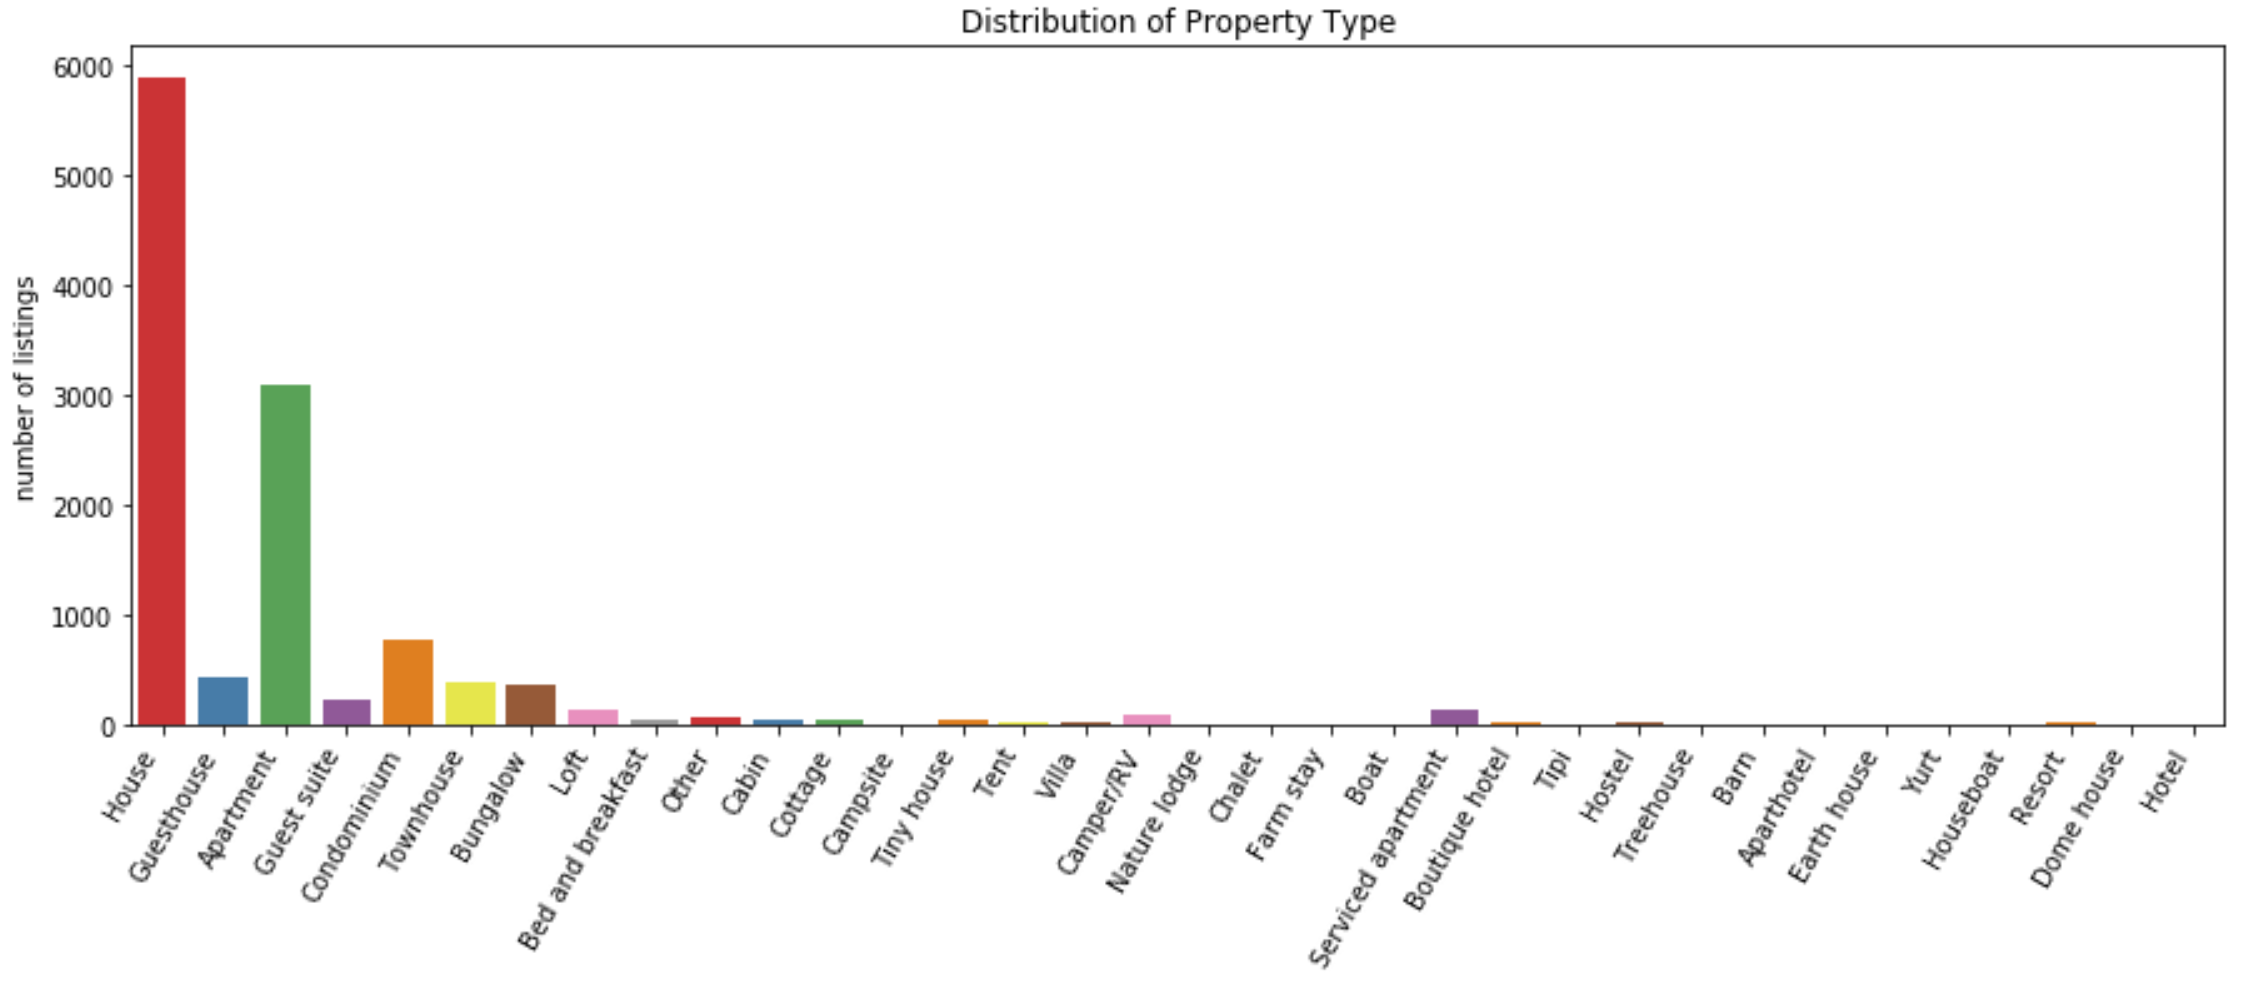 Distribution of Property Type
number of listings
6000
5000
4000
3000
2000
1000
0
House
Guesthouse
Apartment
Guest suite
Condominium
Townhouse
Bungalow
Loft
Bed and breakfast
Other
Cabin
Cottage
Campsite
Tiny house
Tent
Villa
Camper/RV
Nature lodge
Chalet
Farm stay
Boat
Serviced apartment
Boutique hotel
Tipi
Hostel
Treehouse
Barn
Aparthotel
Earth house
Yurt
Houseboat
Resort
Dome house
Hotel